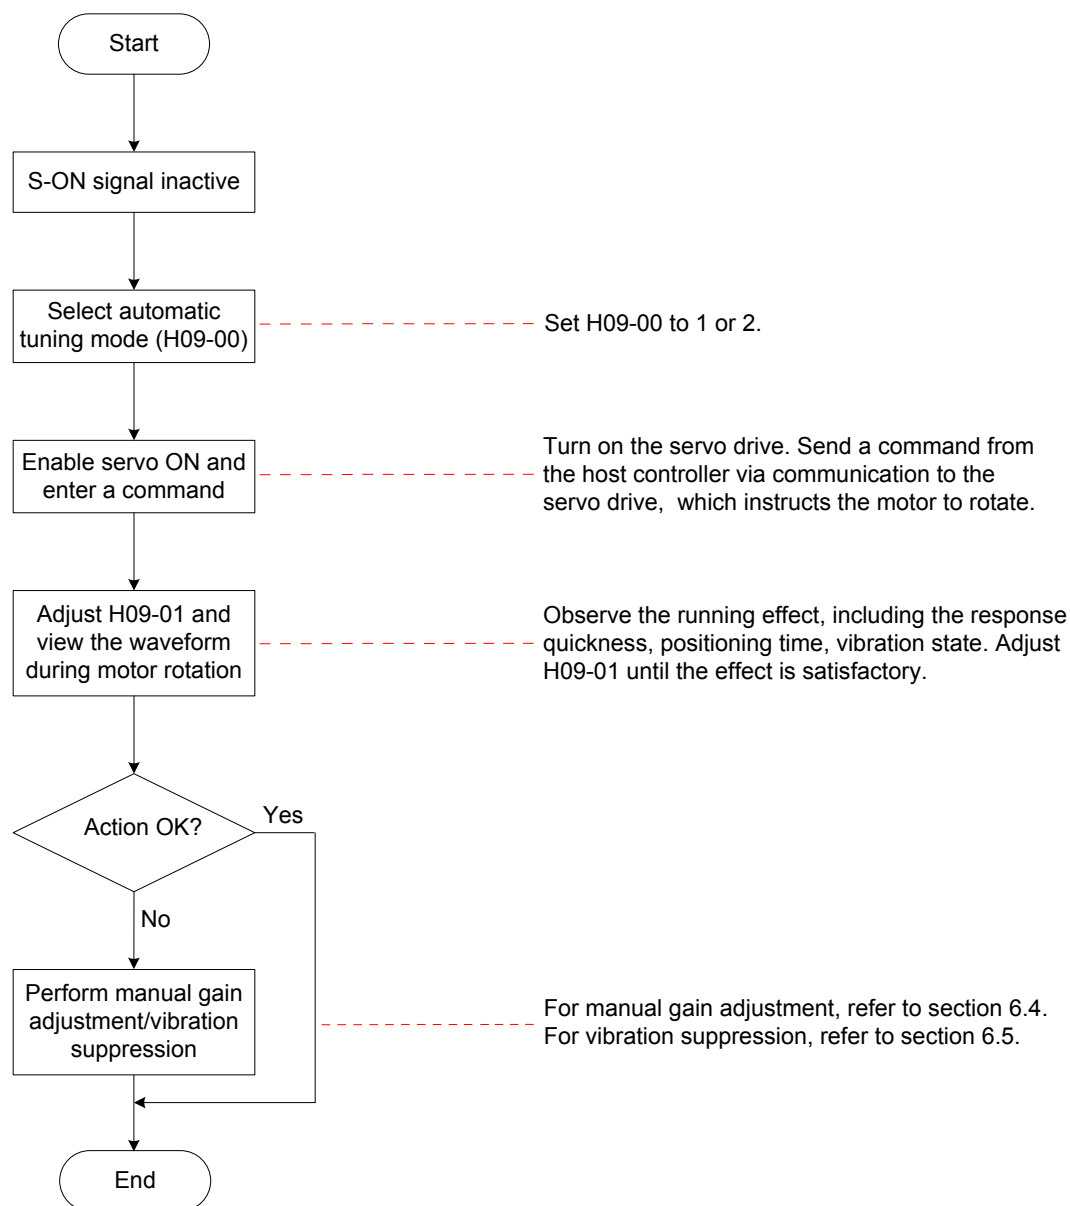 Start
S-ON signal inactive
Select automatic
tuning mode (H09-00)
Set H09-00 to 1 or 2.
Enable servo ON and
enter a command
Turn on the servo drive. Send a command from
the host controller via communication to the
servo drive,  which instructs the motor to rotate.
Adjust H09-01 and
view the waveform
during motor rotation
Observe the running effect, including the response
quickness, positioning time, vibration state. Adjust
H09-01 until the effect is satisfactory.
Action OK?
Yes
No
Perform manual gain
adjustment/vibration
suppression
For manual gain adjustment, refer to section 6.4.
For vibration suppression, refer to section 6.5.
End